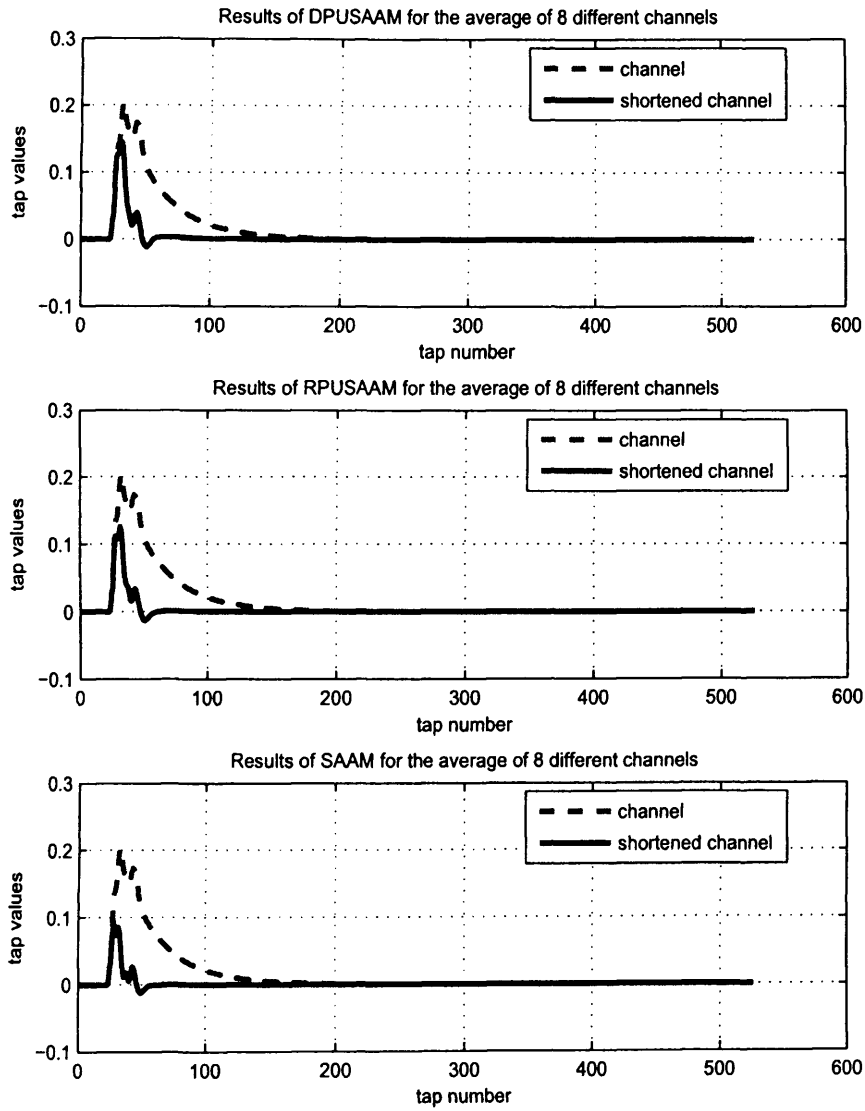 Results of DPUSAAM for the average of 8 different channels
0.3
0.2
0.1
0
−0.1
tap values
channel
shortened channel
0 100 200 300 400 500 600
tap number
Results of RPUSAAM for the average of 8 different channels
0.3
0.2
0.1
0
−0.1
tap values
channel
shortened channel
0 100 200 300 400 500 600
tap number
Results of SAAM for the average of 8 different channels
0.3
0.2
0.1
0
−0.1
tap values
channel
shortened channel
0 100 200 300 400 500 600
tap number